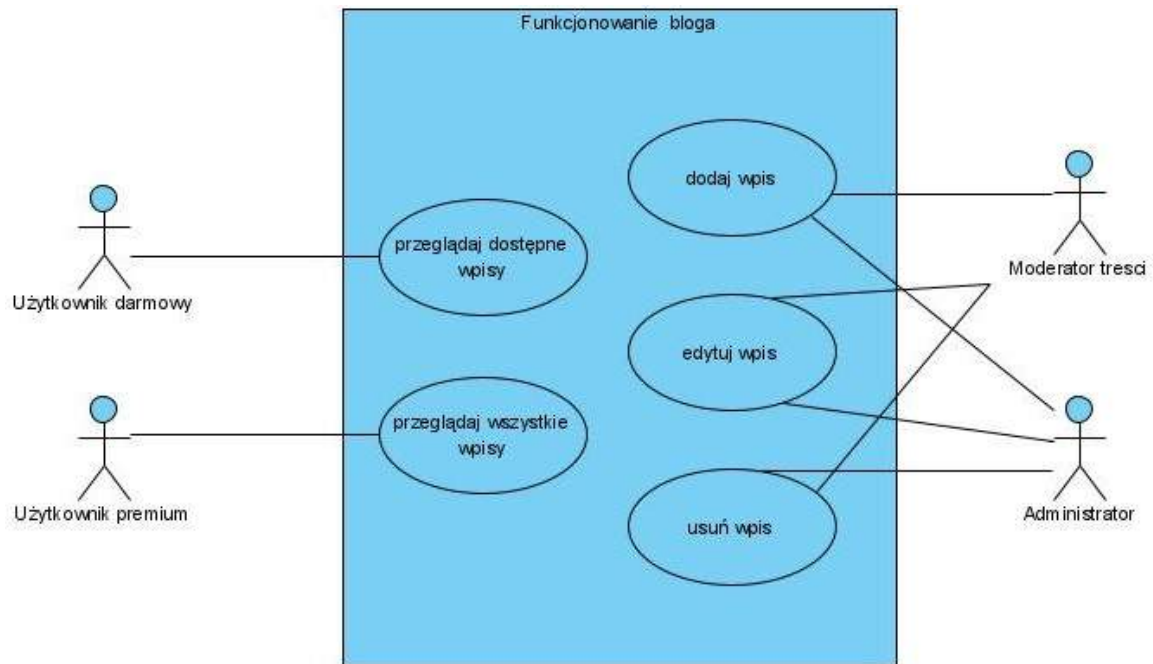 Funkcjonowanie bloga
dodaj wpis
przeglądaj dostępne
wpisy
Użytkownik darmowy
Moderator tresci
edytuj wpis
przeglądaj wszystkie
wpisy
Użytkownik premium
Administrator
usuń wpis